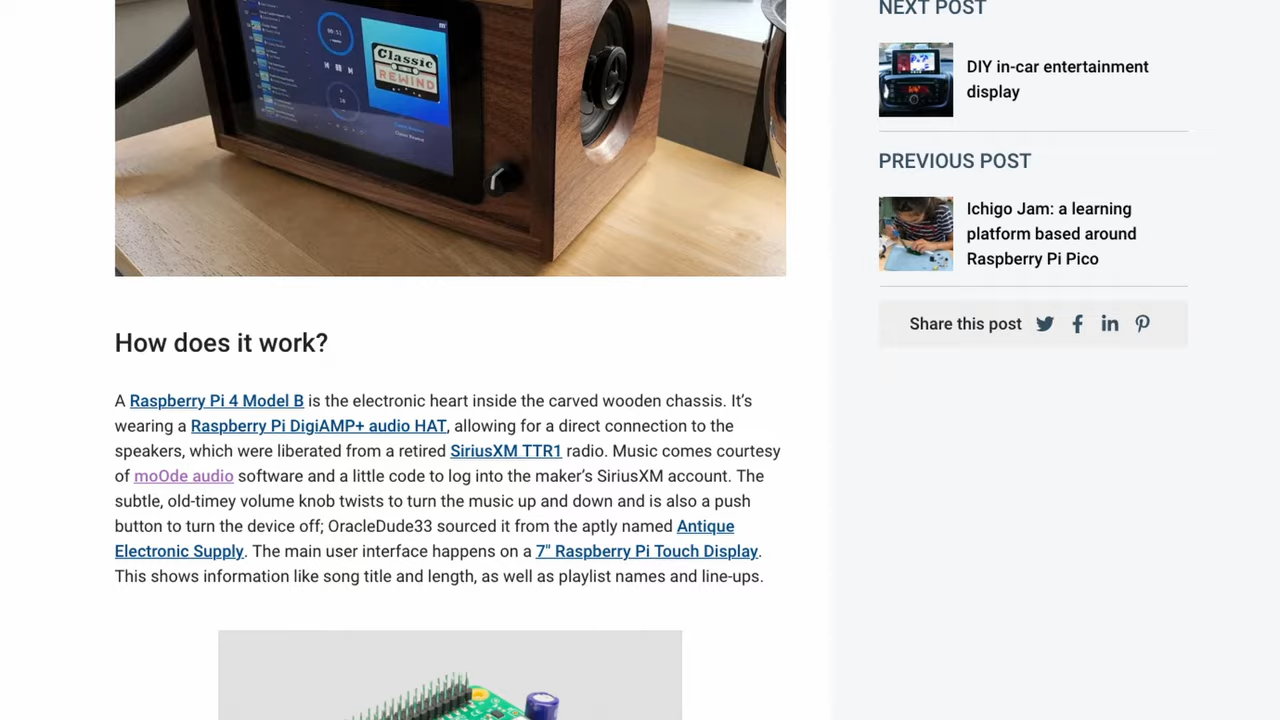 Classic
REWIND
How does it work?
A Raspberry Pi 4 Model B is the electronic heart inside the carved wooden chassis. It’s
wearing a Raspberry Pi DigiAMP+ audio HAT, allowing for a direct connection to the
speakers, which were liberated from a retired SiriusXM TTR1 radio. Music comes courtesy
of moOde audio software and a little code to log into the maker’s SiriusXM account. The
subtle, old-timey volume knob twists to turn the music up and down and is also a push
button to turn the device off; OracleDude33 sourced it from the aptly named Antique
Electronic Supply. The main user interface happens on a 7" Raspberry Pi Touch Display.
This shows information like song title and length, as well as playlist names and line-ups.
NEXT POST
DIY in-car entertainment
display
PREVIOUS POST
Ichigo Jam: a learning
platform based around
Raspberry Pi Pico
Share this post